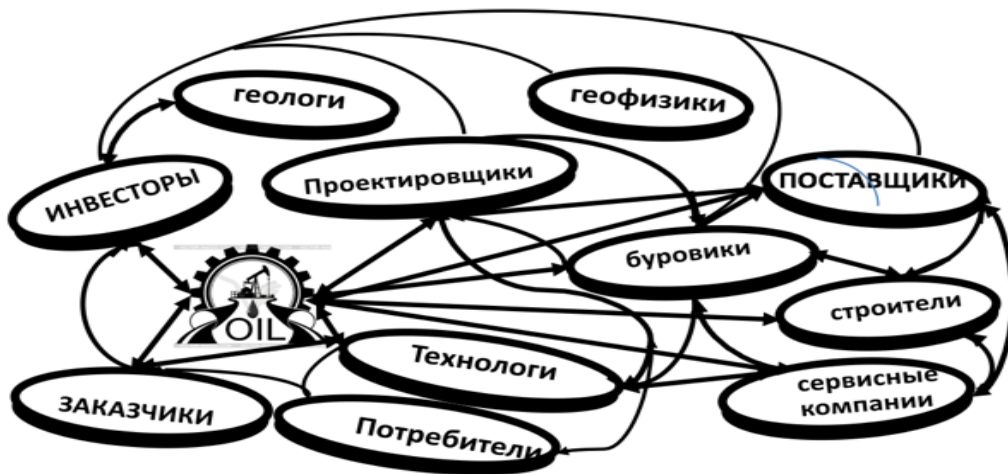 геологи
геофизики
ИНВЕСТОРЫ
Проектировщики
ПОСТАВЩИКИ
буровики
OIL
строители
Технологи
сервисные
компании
ЗАКАЗЧИКИ
Потребители